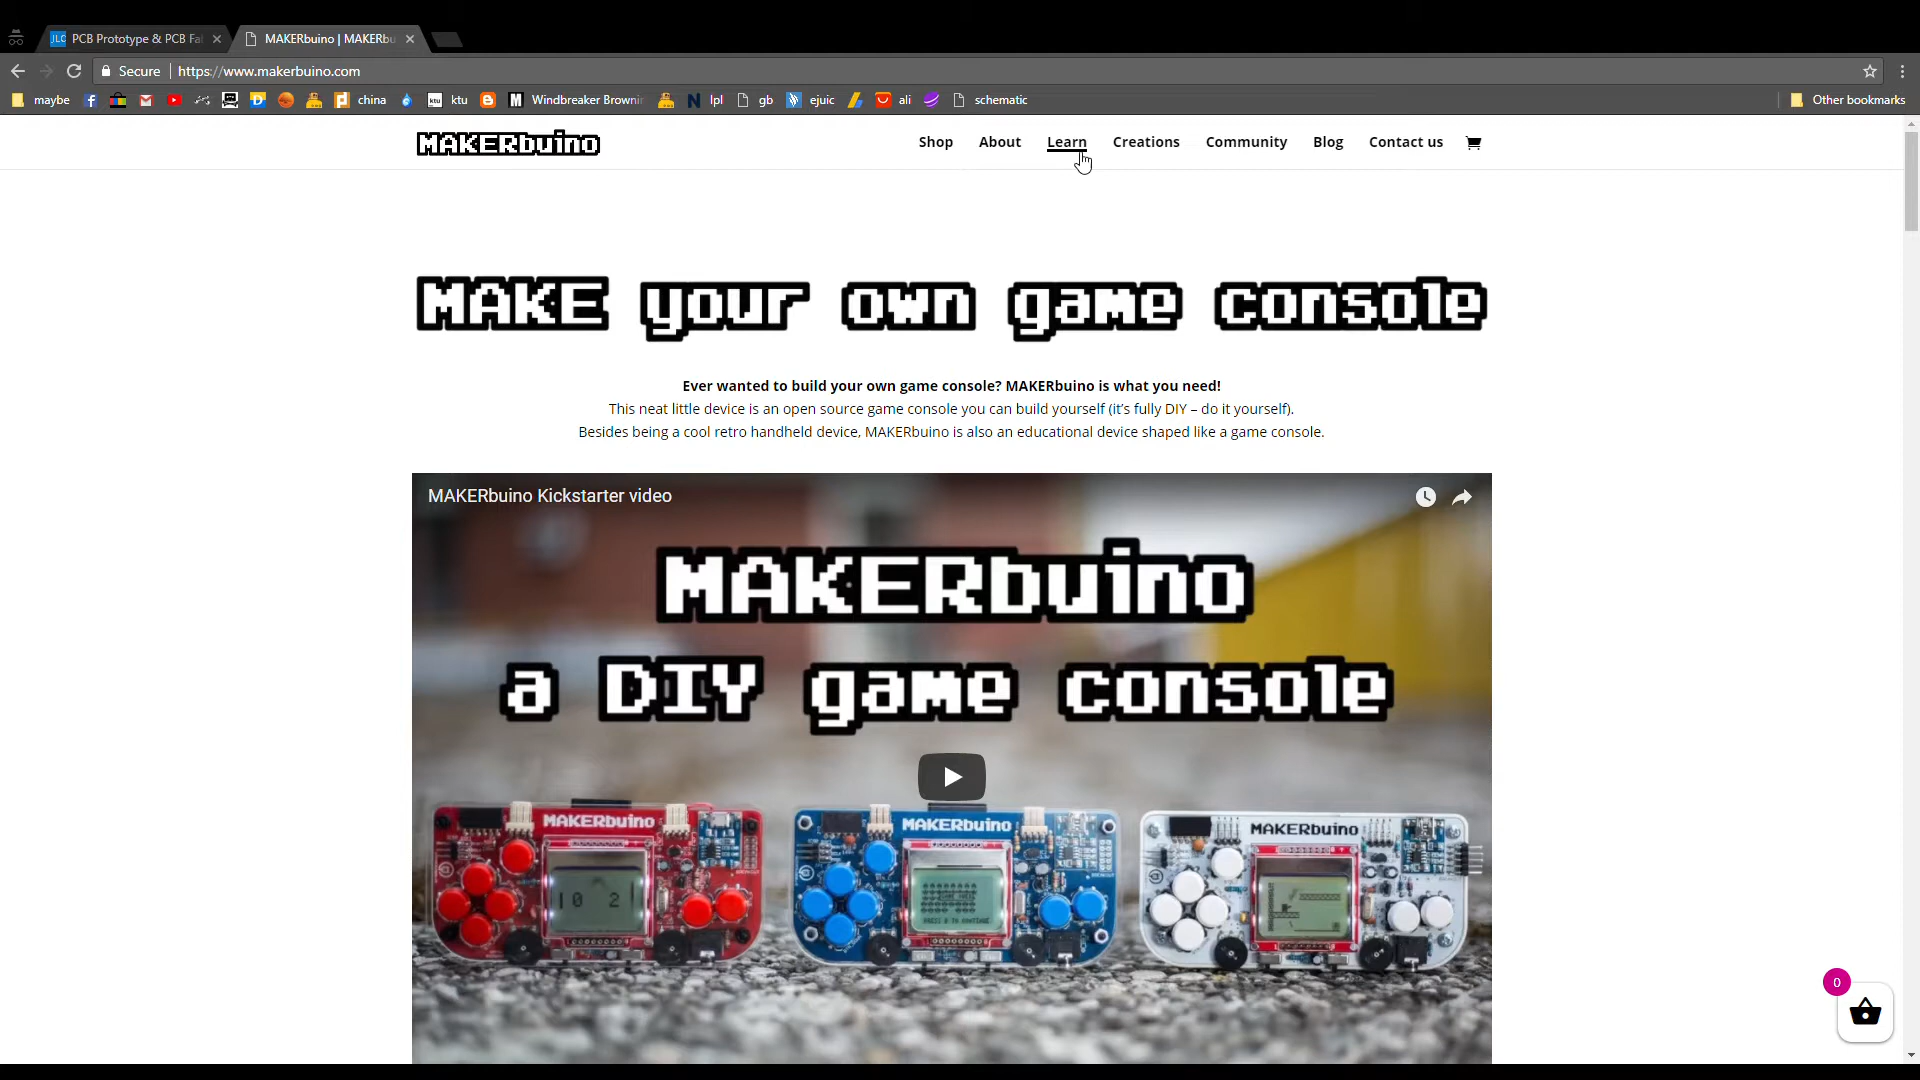 PCB Prototype & PCB Fa
MAKERbuino | MAKERbu
Secure
https://www.makerbuino.com
maybe
china
ktu
ktu
Windbreaker Browni
lpl
gb
ejuic
ali
schematic
Other bookmarks
MAKERbuino
Shop
About
Learn
Creations
Community
Blog
Contact us
MAKE your own game console
Ever wanted to build your own game console? MAKERbuino is what you need!
This neat little device is an open source game console you can build yourself (it’s fully DIY – do it yourself).
Besides being a cool retro handheld device, MAKERbuino is also an educational device shaped like a game console.
MAKERbuino Kickstarter video
MAKERbuino
a DIY game console
MAKERbuino
MAKERbuino
MAKERbuino
0 2
0